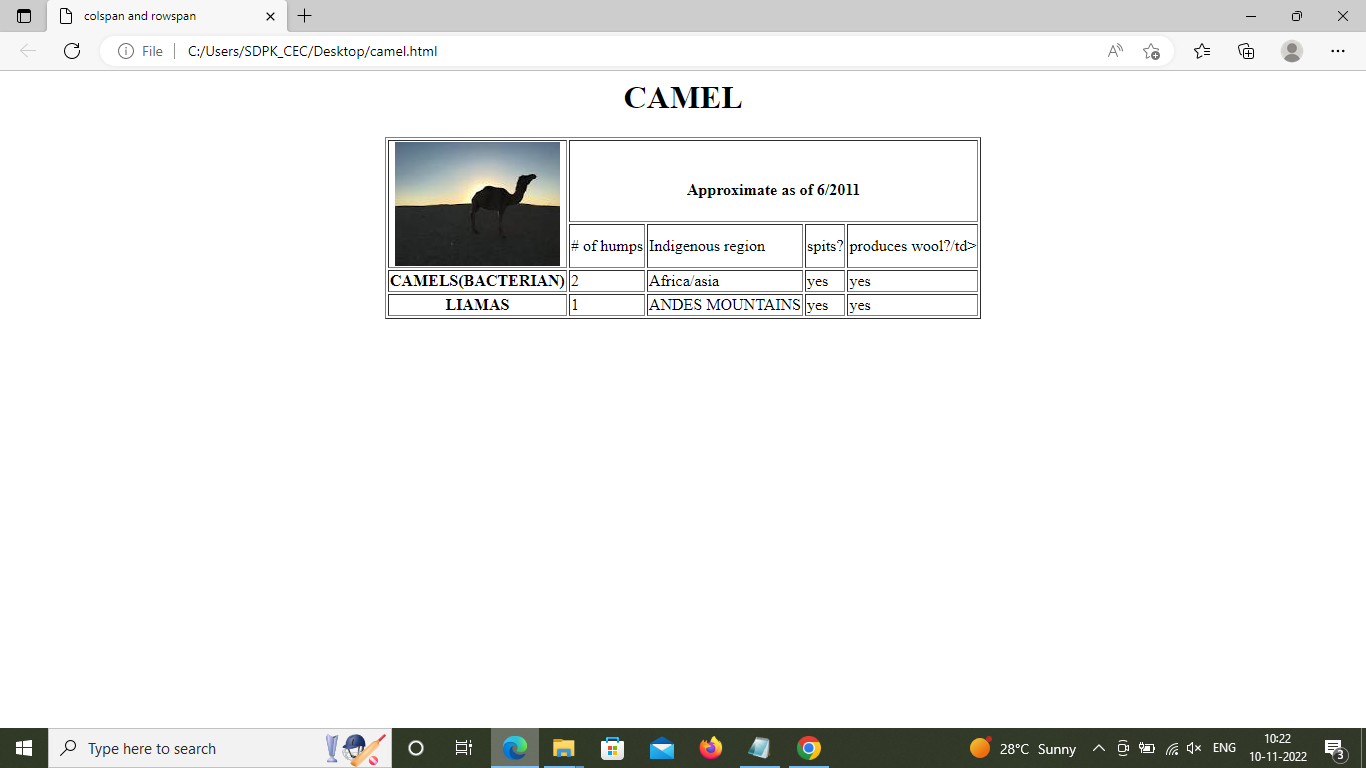 colspan and rowspan
File
C:/Users/SDPK_CEC/Desktop/camel.html
CAMEL
Approximate as of 6/2011
# of humps Indigenous region spits? produces wool?/td>
CAMELS(BACTERIAN) 2 Africa/asia yes yes
LIAMAS 1 ANDES MOUNTAINS yes yes
Type here to search
28°C Sunny
ENG
10:22
10-11-2022
3